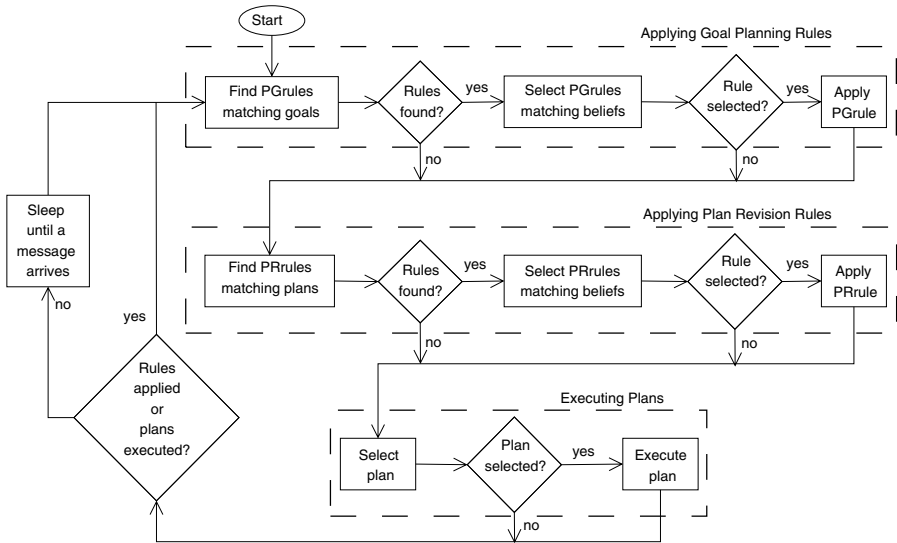 Start
Applying Goal Planning Rules
Find PGrules
matching goals
Rules
found?
yes
Select PGrules
matching beliefs
Rule
selected?
yes
Apply
PGrule
no
no
Sleep
until a
message
arrives
Applying Plan Revision Rules
Find PRrules
matching plans
Rules
found?
yes
Select PRrules
matching beliefs
Rule
selected?
yes
Apply
PRrule
no
yes
no
no
Rules
applied
or
plans
executed?
Executing Plans
Select
plan
Plan
selected?
yes
Execute
plan
no